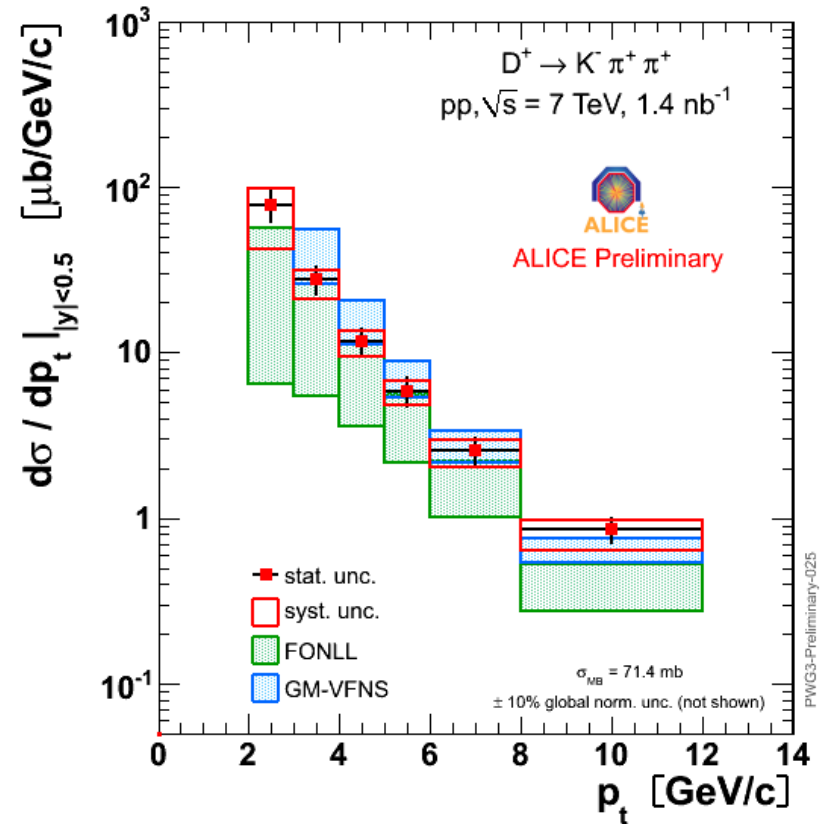 10³
10²
10
1
10⁻¹
dσ / dpₜ |_|y|<0.5 [μb/GeV/c]
D⁺ → K⁻ π⁺ π⁺
pp, √s = 7 TeV, 1.4 nb⁻¹
ALICE
ALICE Preliminary
stat. unc.
syst. unc.
FONLL
GM-VFNS
σ_MB = 71.4 mb
± 10% global norm. unc. (not shown)
PWG3-Preliminary-025
0 2 4 6 8 10 12 14
pₜ [GeV/c]